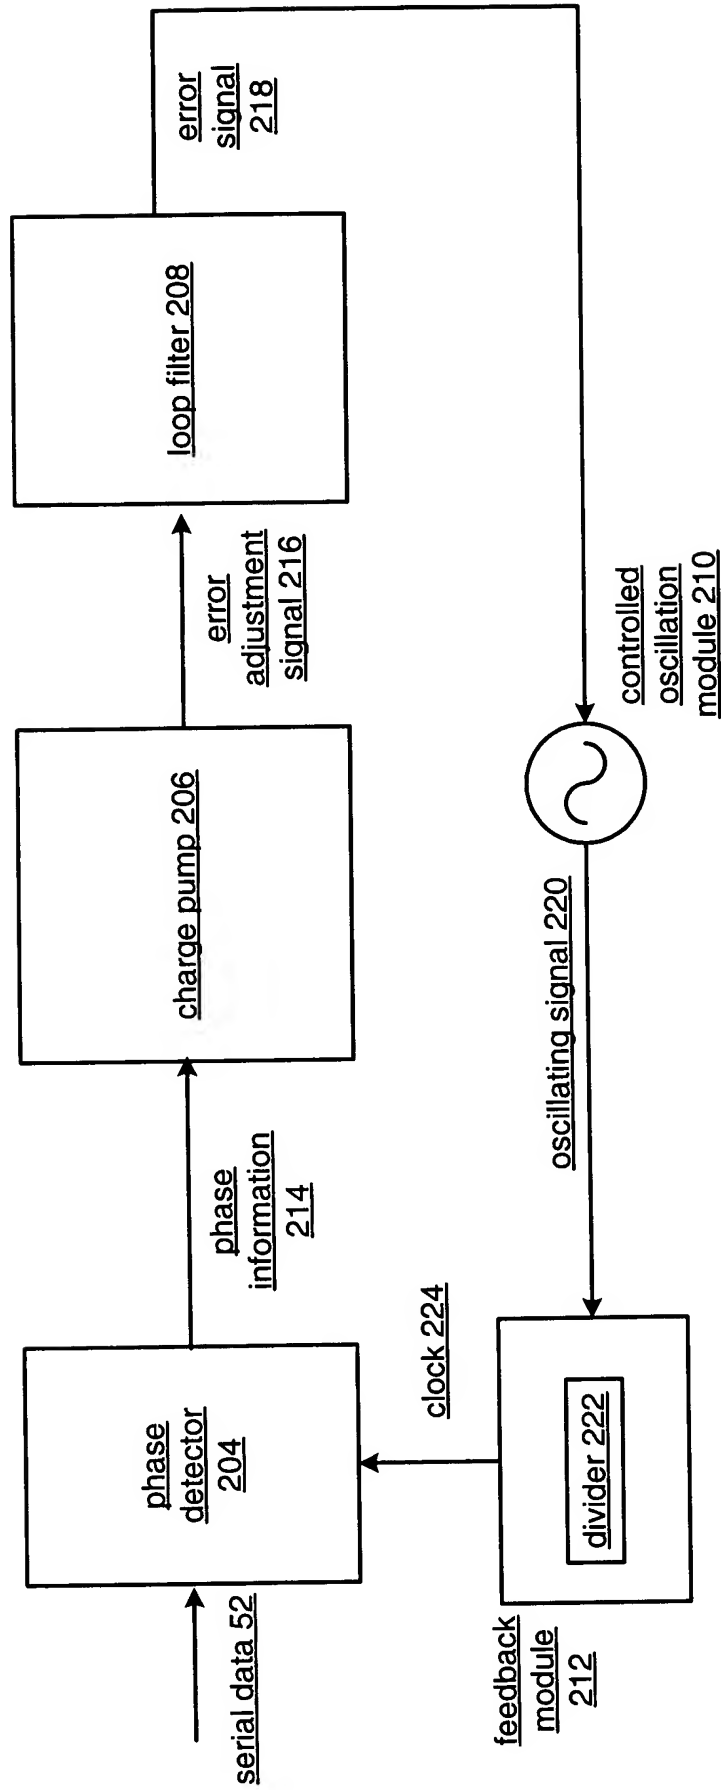 serial data 52
phase
detector
204
phase
information
214
charge pump 206
error
adjustment
signal 216
loop filter 208
error
signal
218
feedback
module
212
divider 222
clock 224
oscillating signal 220
controlled
oscillation
module 210